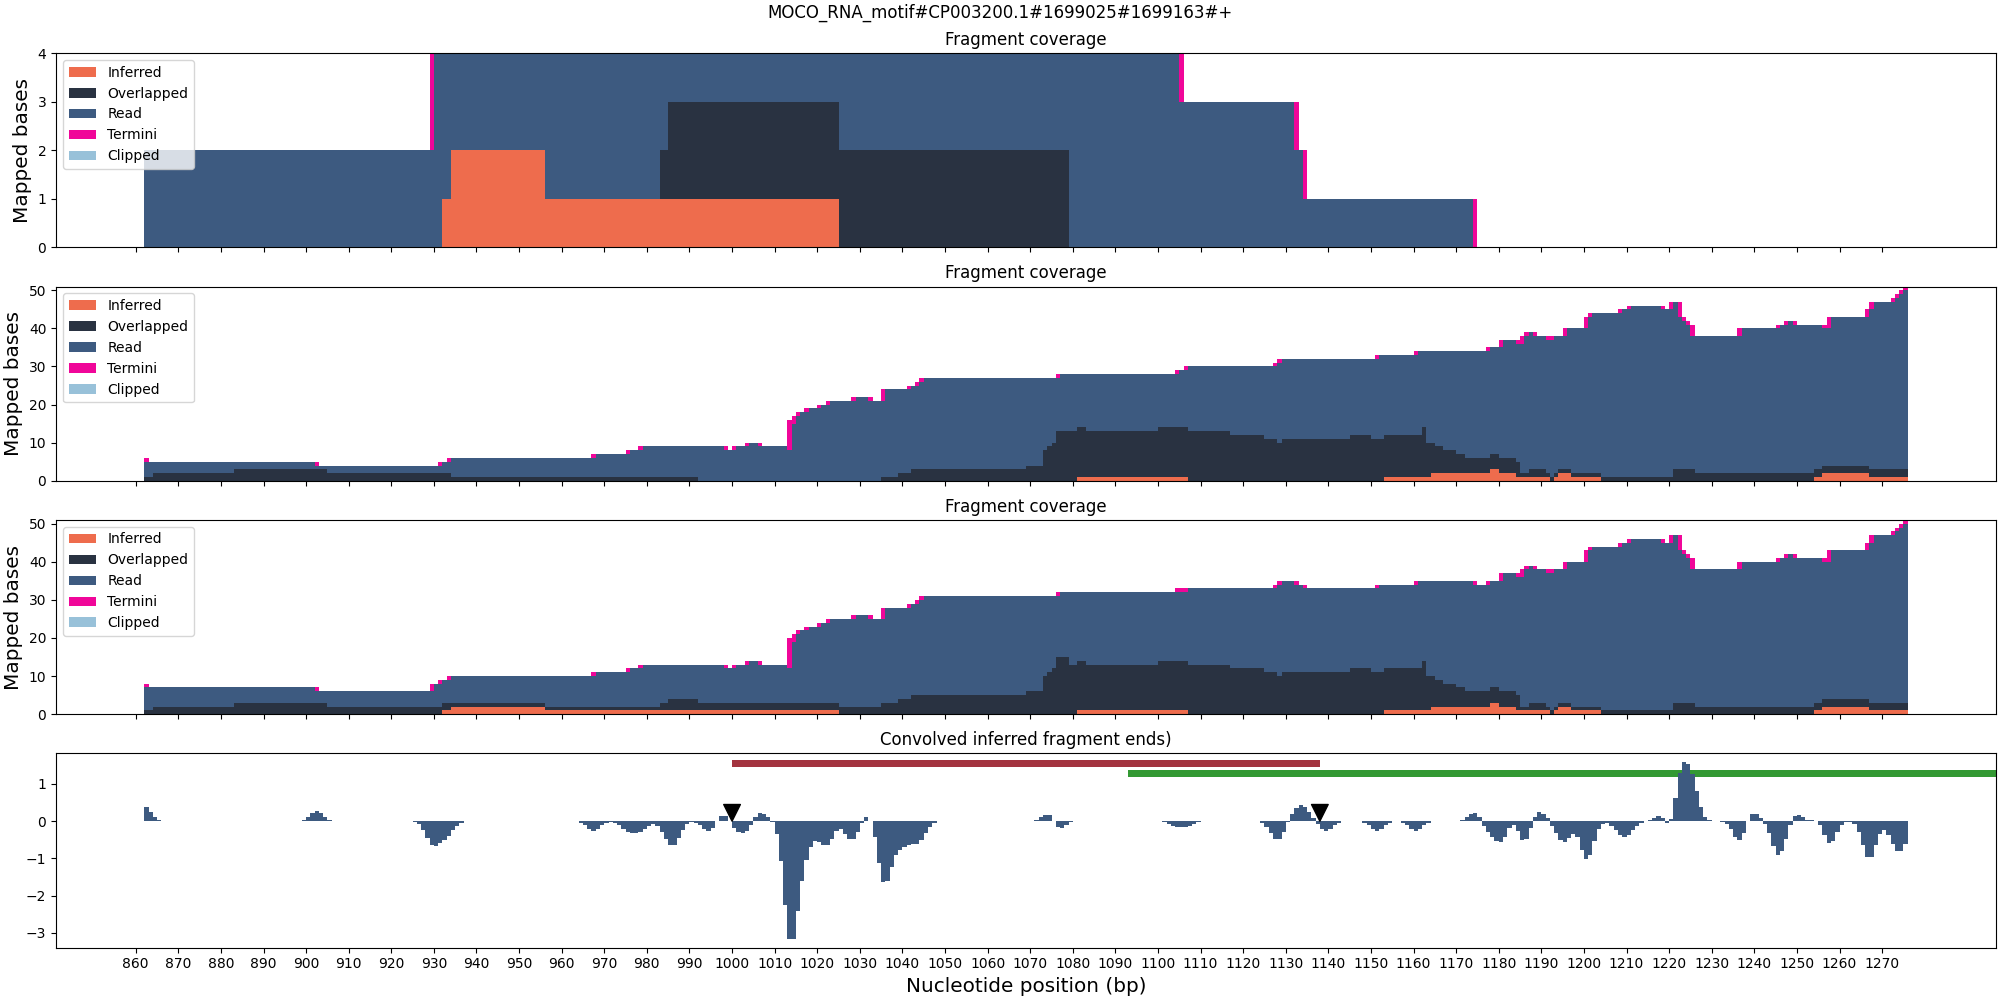 MOCO_RNA_motif#CP003200.1#1699025#1699163#+
Fragment coverage
Mapped bases
4
3
2
1
0
Inferred
Overlapped
Read
Termini
Clipped
Fragment coverage
Mapped bases
50
40
30
20
10
0
Inferred
Overlapped
Read
Termini
Clipped
Fragment coverage
Mapped bases
50
40
30
20
10
0
Inferred
Overlapped
Read
Termini
Clipped
Convolved inferred fragment ends)
1
0
−1
−2
−3
860 870 880 890 900 910 920 930 940 950 960 970 980 990 1000 1010 1020 1030 1040 1050 1060 1070 1080 1090 1100 1110 1120 1130 1140 1150 1160 1170 1180 1190 1200 1210 1220 1230 1240 1250 1260 1270
Nucleotide position (bp)